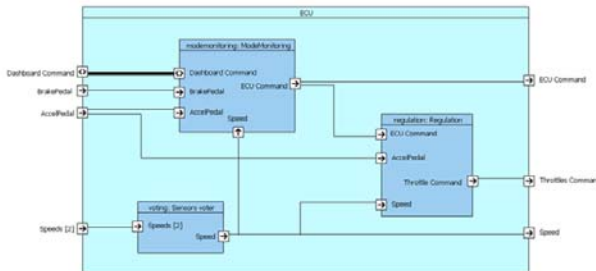 ECU
modemonitoring: ModeMonitoring
Dashboard Command
Dashboard Command
BrakePedal
BrakePedal
ECU Command
ECU Command
AccelPedal
AccelPedal
Speed
regulation: Regulation
ECU Command
AccelPedal
Throttle Command
Throttles Comman
voting: Sensors voter
Speed
Speeds [2]
Speeds [2]
Speed
Speed